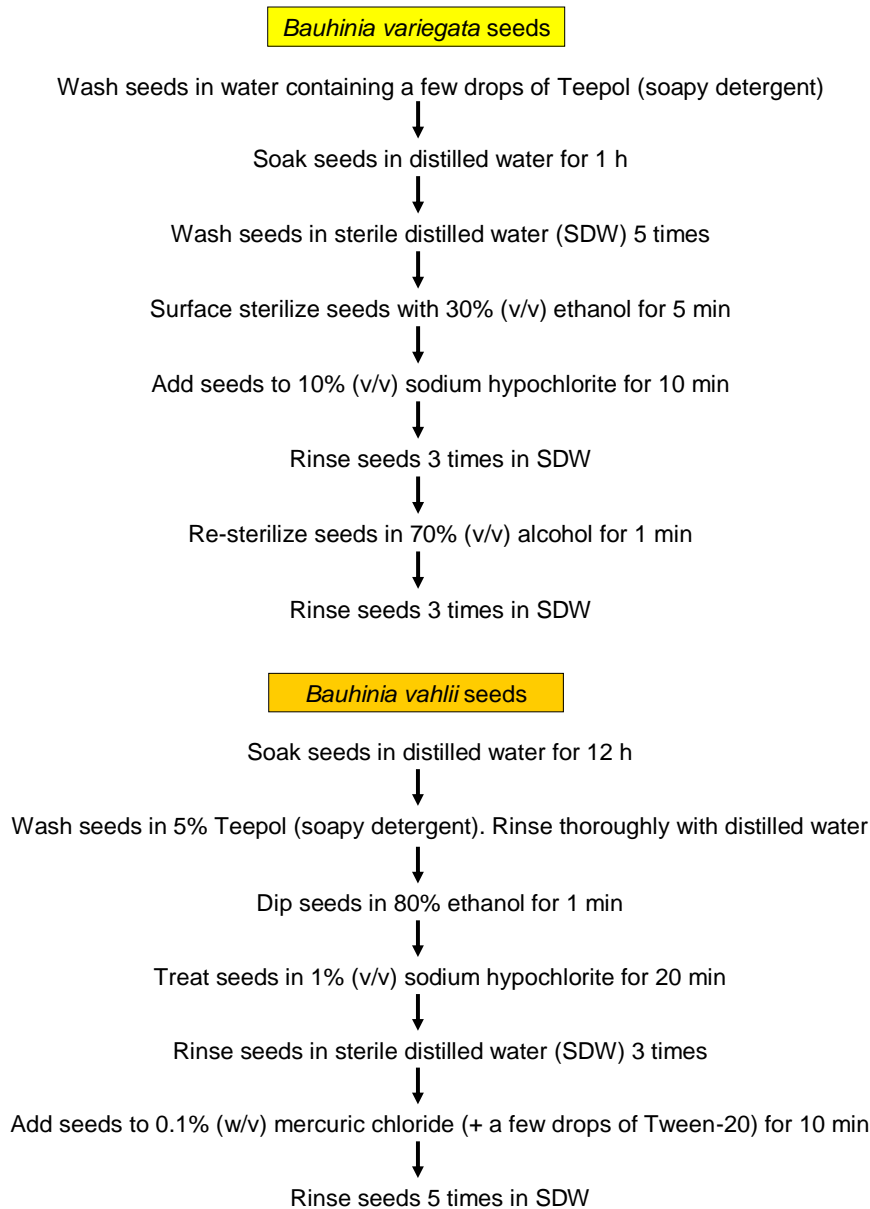 Bauhinia variegata seeds
Wash seeds in water containing a few drops of Teepol (soapy detergent)
Soak seeds in distilled water for 1 h
Wash seeds in sterile distilled water (SDW) 5 times
Surface sterilize seeds with 30% (v/v) ethanol for 5 min
Add seeds to 10% (v/v) sodium hypochlorite for 10 min
Rinse seeds 3 times in SDW
Re-sterilize seeds in 70% (v/v) alcohol for 1 min
Rinse seeds 3 times in SDW
Bauhinia vahlii seeds
Soak seeds in distilled water for 12 h
Wash seeds in 5% Teepol (soapy detergent). Rinse thoroughly with distilled water
Dip seeds in 80% ethanol for 1 min
Treat seeds in 1% (v/v) sodium hypochlorite for 20 min
Rinse seeds in sterile distilled water (SDW) 3 times
Add seeds to 0.1% (w/v) mercuric chloride (+ a few drops of Tween-20) for 10 min
Rinse seeds 5 times in SDW